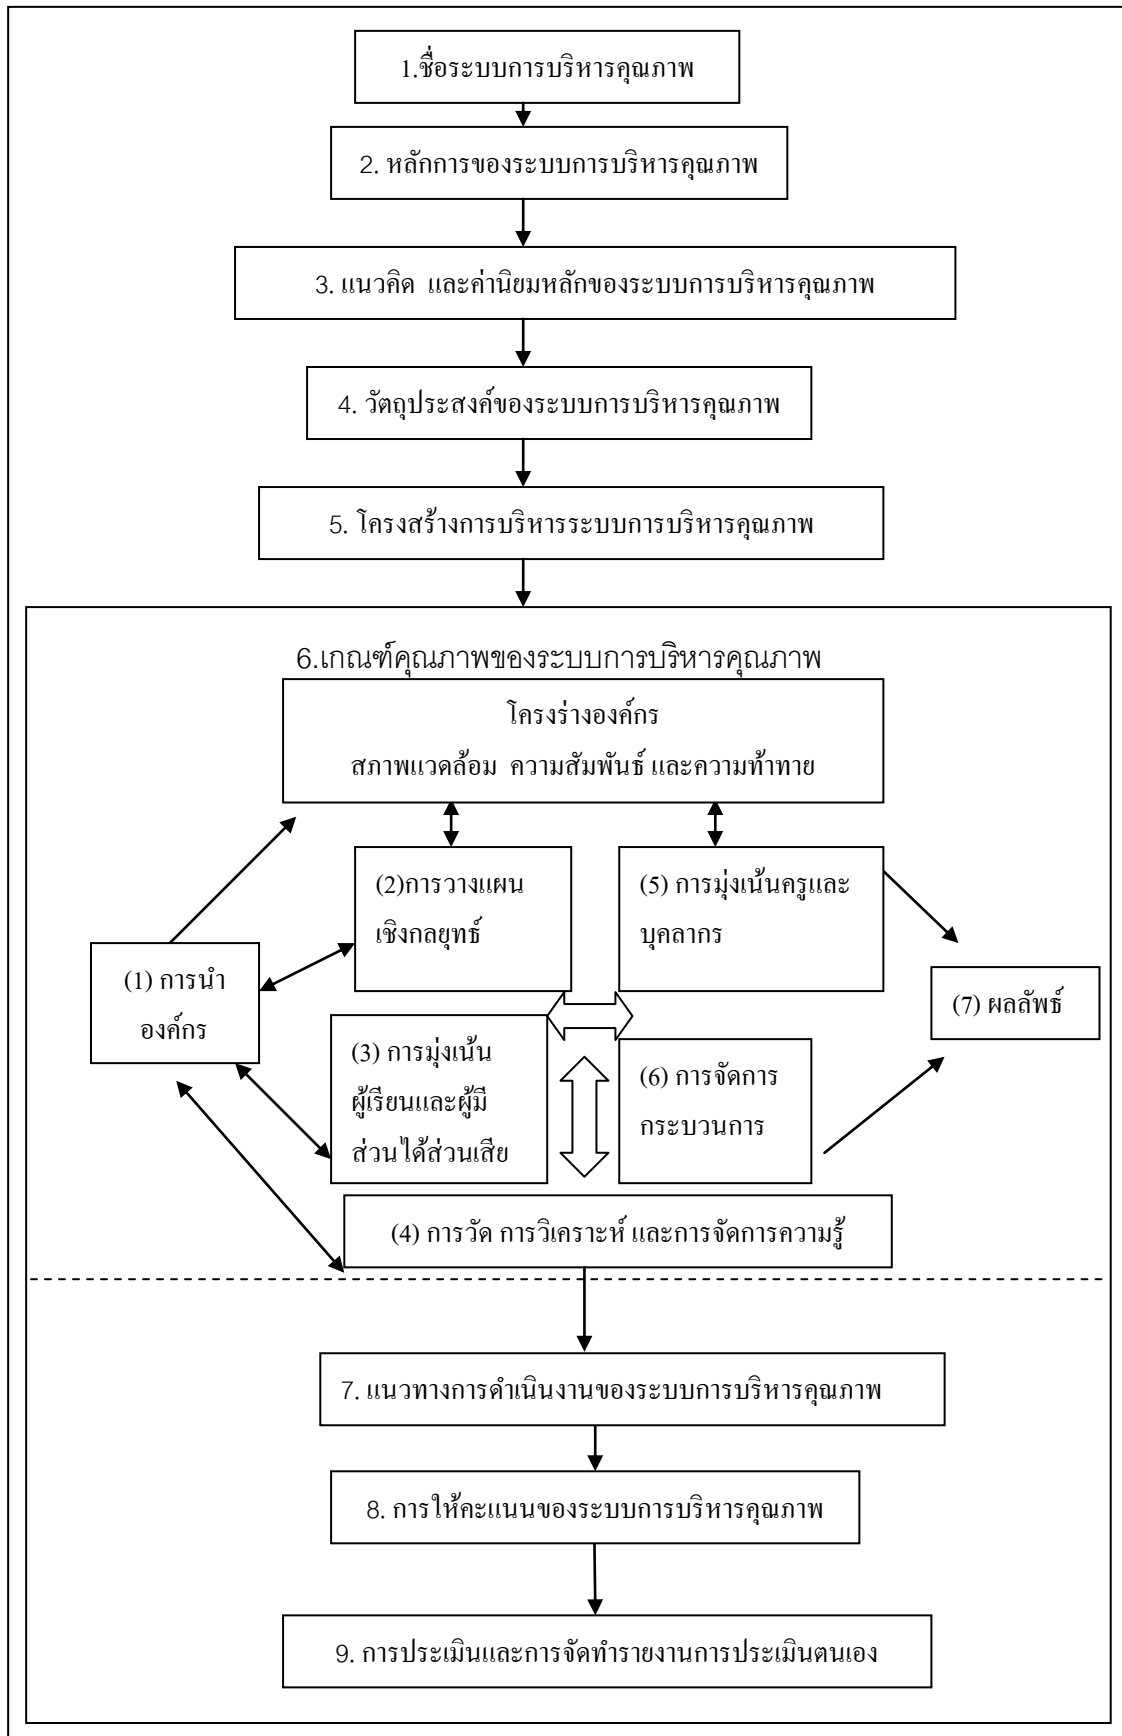 1.ชื่อระบบการบริหารคุณภาพ
2. หลักการของระบบการบริหารคุณภาพ
3. แนวคิด และค่านิยมหลักของระบบการบริหารคุณภาพ
4. วัตถุประสงค์ของระบบการบริหารคุณภาพ
5. โครงสร้างการบริหารระบบการบริหารคุณภาพ
6.เกณฑ์คุณภาพของระบบการบริหารคุณภาพ
โครงร่างองค์กร
สภาพแวดล้อม ความสัมพันธ์ และความท้าทาย
(1) การนำ
องค์กร
(2)การวางแผน
เชิงกลยุทธ์
(3) การมุ่งเน้น
ผู้เรียนและผู้มี
ส่วนได้ส่วนเสีย
(5) การมุ่งเน้นครูและ
บุคลากร
(6) การจัดการ
กระบวนการ
(7) ผลลัพธ์
(4) การวัด การวิเคราะห์ และการจัดการความรู้
7. แนวทางการดำเนินงานของระบบการบริหารคุณภาพ
8. การให้คะแนนของระบบการบริหารคุณภาพ
9. การประเมินและการจัดทำรายงานการประเมินตนเอง